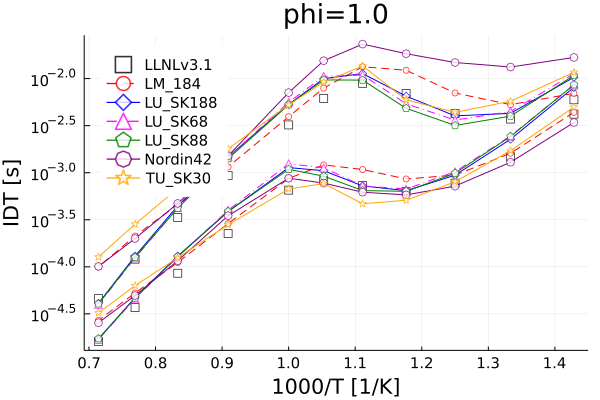 phi=1.0
LLNLv3.1
LM_184
LU_SK188
LU_SK68
LU_SK88
Nordin42
TU_SK30
IDT [s]
10^-2.0
10^-2.5
10^-3.0
10^-3.5
10^-4.0
10^-4.5
0.7 0.8 0.9 1.0 1.1 1.2 1.3 1.4
1000/T [1/K]